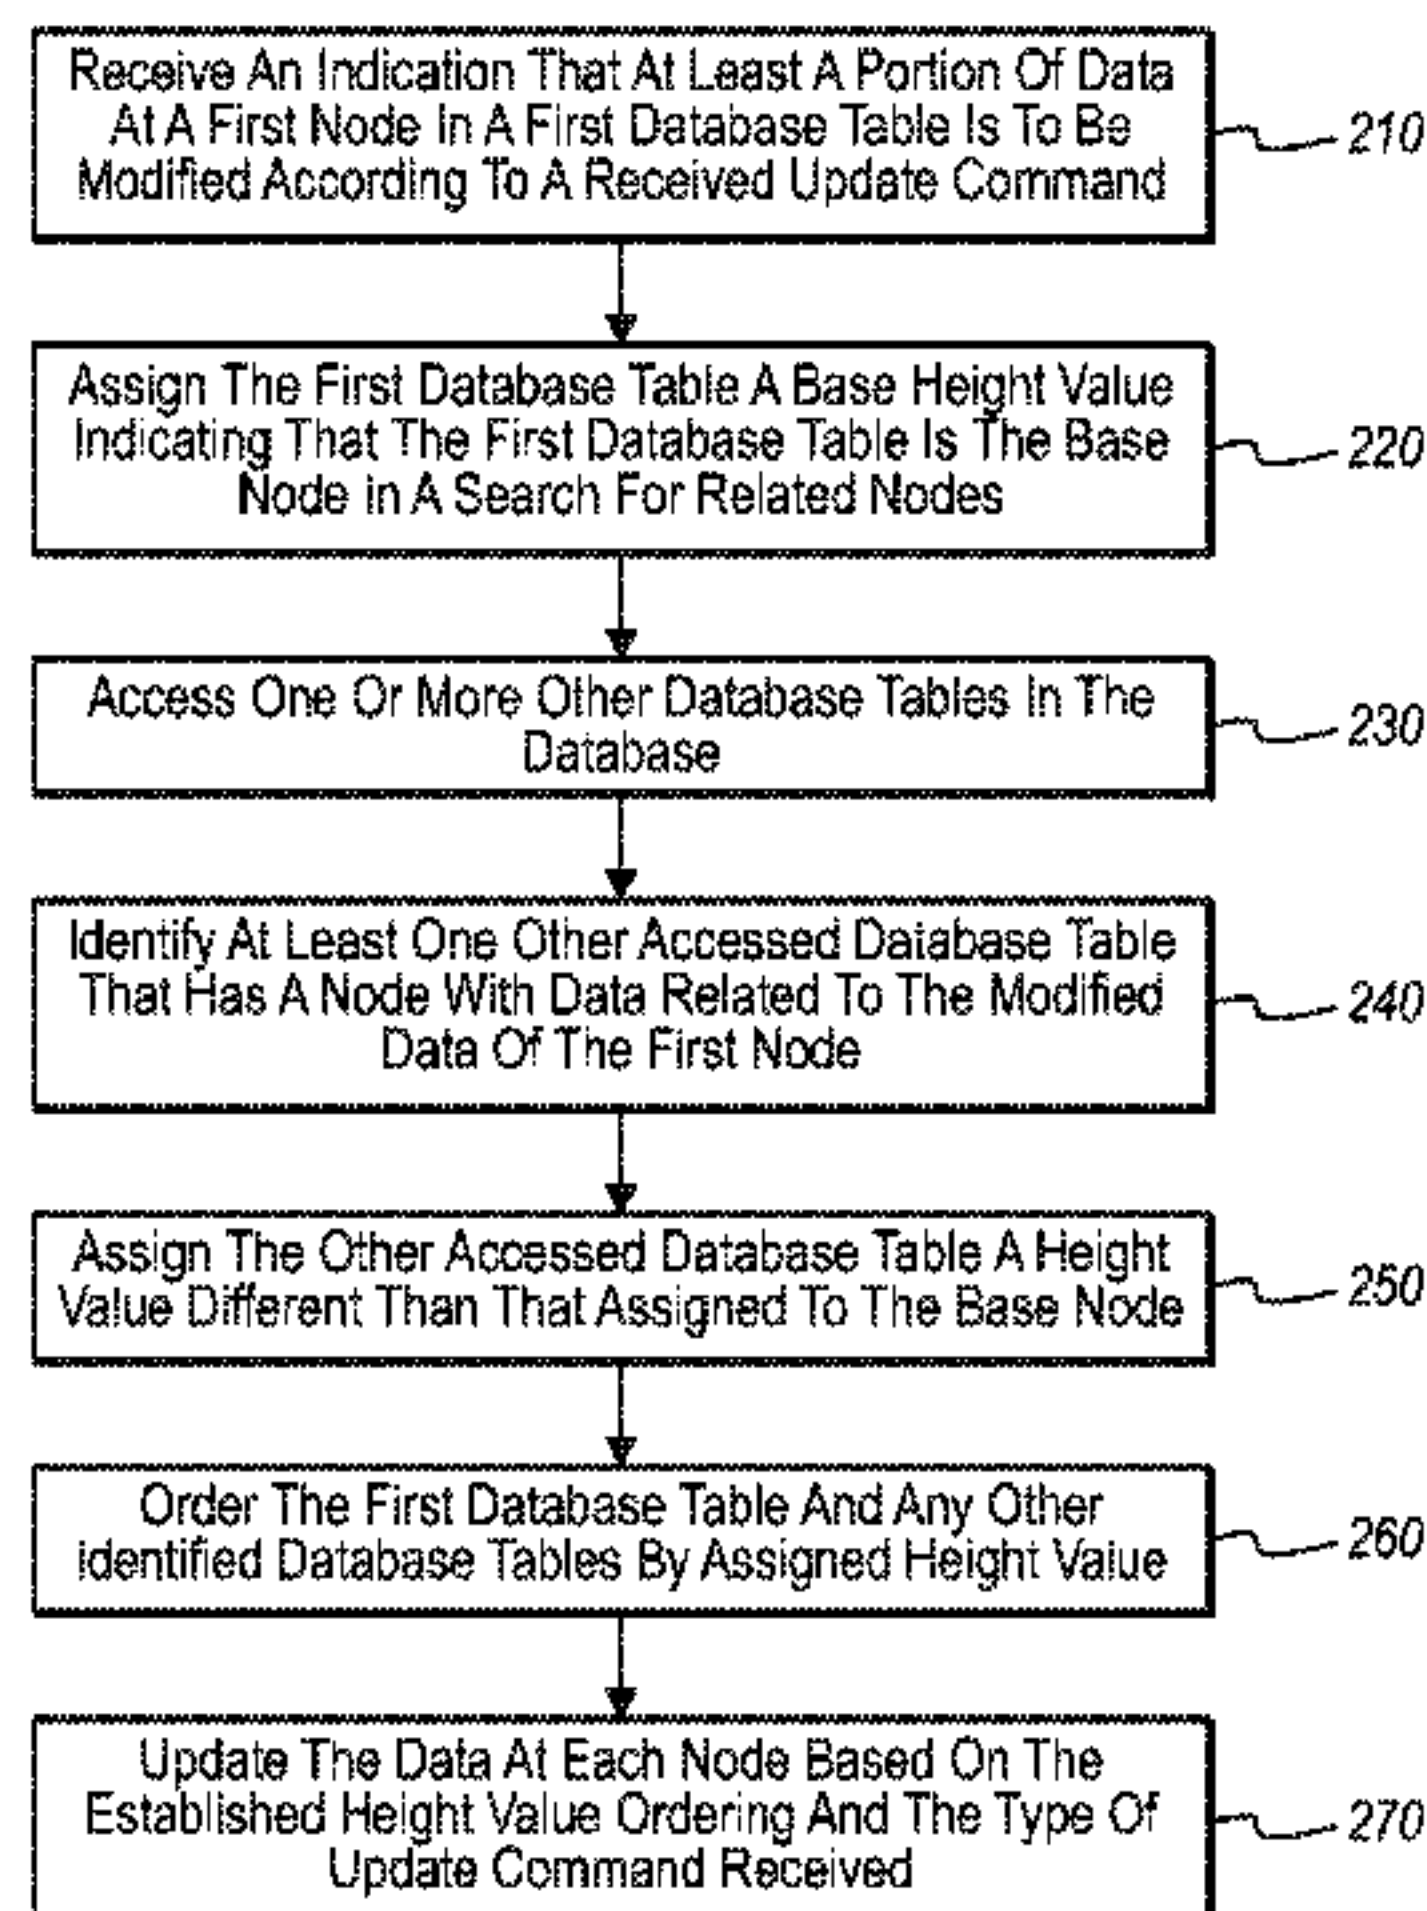 Receive An Indication That At Least A Portion Of Data
At A First Node In A First Database Table Is To Be
Modified According To A Received Update Command
210
Assign The First Database Table A Base Height Value
Indicating That The First Database Table Is The Base
Node in A Search For Related Nodes
220
Access One Or More Other Database Tables In The
Database
230
Identify At Least One Other Accessed Database Table
That Has A Node With Data Related To The Modified
Data Of The First Node
240
Assign The Other Accessed Database Table A Height
Value Different Than That Assigned To The Base Node
250
Order The First Database Table And Any Other
identified Database Tables By Assigned Height Value
260
Update The Data At Each Node Based On The
Established Height Value Ordering And The Type Of
Update Command Received
270